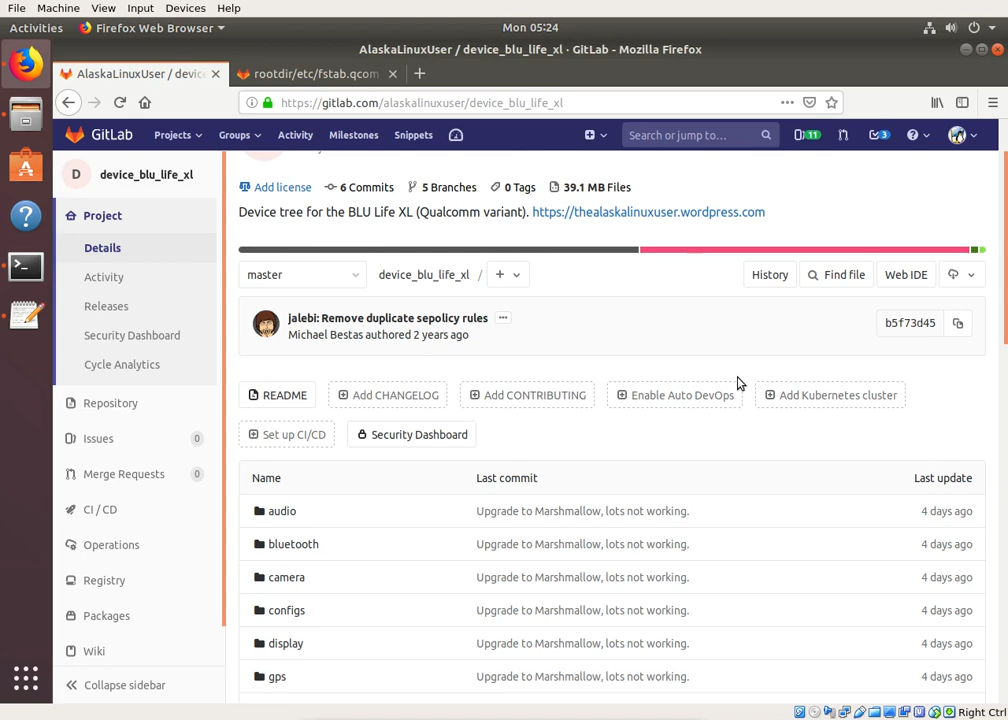 File Machine View Input Devices Help
Activities Firefox Web Browser Mon 05:24
AlaskaLinuxUser / device_blu_life_xl · GitLab - Mozilla Firefox
AlaskaLinuxUser / device rootdir/etc/fstab.qcom
https://gitlab.com/alaskalinuxuser/device_blu_life_xl
GitLab Projects Groups Activity Milestones Snippets Search or jump to... 11 3
D device_blu_life_xl
Project
Details
Activity
Releases
Security Dashboard
Cycle Analytics
Repository
Issues 0
Merge Requests 0
CI / CD
Operations
Registry
Packages
Wiki
Collapse sidebar
Add license 6 Commits 5 Branches 0 Tags 39.1 MB Files
Device tree for the BLU Life XL (Qualcomm variant). https://thealaskalinuxuser.wordpress.com
master device_blu_life_xl / + History Find file Web IDE
jalebi: Remove duplicate sepolicy rules
Michael Bestas authored 2 years ago
b5f73d45
README Add CHANGELOG Add CONTRIBUTING Enable Auto DevOps Add Kubernetes cluster
Set up CI/CD Security Dashboard
Name Last commit Last update
audio Upgrade to Marshmallow, lots not working. 4 days ago
bluetooth Upgrade to Marshmallow, lots not working. 4 days ago
camera Upgrade to Marshmallow, lots not working. 4 days ago
configs Upgrade to Marshmallow, lots not working. 4 days ago
display Upgrade to Marshmallow, lots not working. 4 days ago
gps Upgrade to Marshmallow, lots not working. 4 days ago
Right Ctrl